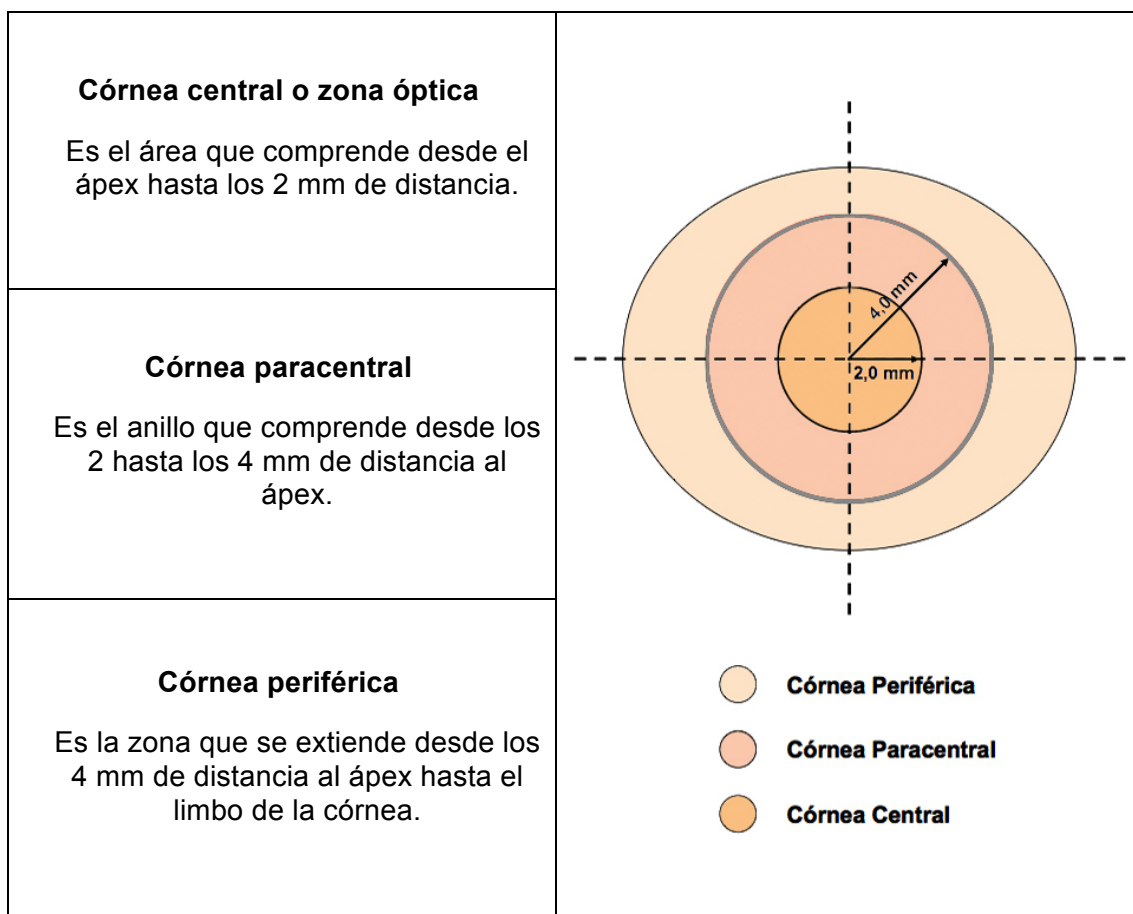 Córnea central o zona óptica
Es el área que comprende desde el
ápex hasta los 2 mm de distancia.
Córnea paracentral
Es el anillo que comprende desde los
2 hasta los 4 mm de distancia al
ápex.
Córnea periférica
Es la zona que se extiende desde los
4 mm de distancia al ápex hasta el
limbo de la córnea.
4,0 mm
2,0 mm
Córnea Periférica
Córnea Paracentral
Córnea Central